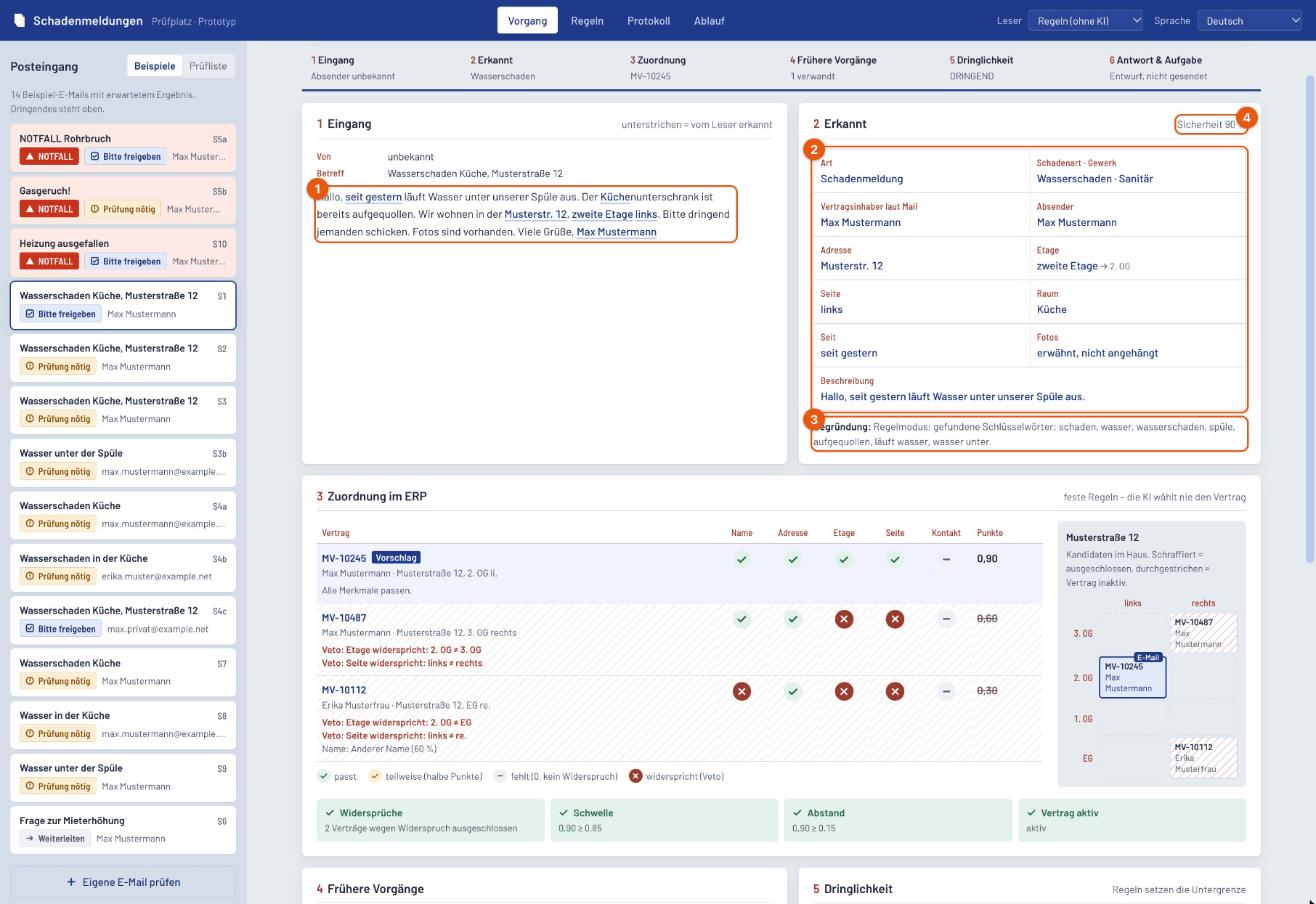 Schadenmeldungen Prüfplatz · Prototyp
Vorgang Regeln Protokoll Ablauf
Leser Regeln (ohne KI) Sprache Deutsch
Posteingang Beispiele Prüfliste
14 Beispiel-E-Mails mit erwartetem Ergebnis.
Dringendes steht oben.
NOTFALL Rohrbruch S5a
NOTFALL Bitte freigeben Max Muster…
Gasgeruch! S5b
NOTFALL Prüfung nötig Max Muster…
Heizung ausgefallen S10
NOTFALL Bitte freigeben Max Muster…
Wasserschaden Küche, Musterstraße 12 S1
Bitte freigeben Max Mustermann
Wasserschaden Küche, Musterstraße 12 S2
Prüfung nötig Max Mustermann
Wasserschaden Küche, Musterstraße 12 S3
Prüfung nötig Max Mustermann
Wasser unter der Spüle S3b
Prüfung nötig max.mustermann@example.…
Wasserschaden Küche S4a
Prüfung nötig max.mustermann@example.…
Wasserschaden in der Küche S4b
Prüfung nötig erika.muster@example.net
Wasserschaden Küche, Musterstraße 12 S4c
Bitte freigeben max.privat@example.net
Wasserschaden Küche S7
Prüfung nötig Max Mustermann
Wasser in der Küche S8
Prüfung nötig max.mustermann@example.…
Wasser unter der Spüle S9
Prüfung nötig Max Mustermann
Frage zur Mieterhöhung S6
→ Weiterleiten Max Mustermann
+ Eigene E-Mail prüfen
1 Eingang
Absender unbekannt
2 Erkannt
Wasserschaden
3 Zuordnung
MV-10245
4 Frühere Vorgänge
1 verwandt
5 Dringlichkeit
DRINGEND
6 Antwort & Aufgabe
Entwurf, nicht gesendet
1 Eingang unterstrichen = vom Leser erkannt
Von unbekannt
Betreff Wasserschaden Küche, Musterstraße 12
1
allo, seit gestern läuft Wasser unter unserer Spüle aus. Der Küchenunterschrank ist
bereits aufgequollen. Wir wohnen in der Musterstr. 12, zweite Etage links. Bitte dringend
jemanden schicken. Fotos sind vorhanden. Viele Grüße, Max Mustermann
2 Erkannt Sicherheit 90
4
2
Art
Schadenmeldung
Schadenart · Gewerk
Wasserschaden · Sanitär
Vertragsinhaber laut Mail
Max Mustermann
Absender
Max Mustermann
Adresse
Musterstr. 12
Etage
zweite Etage → 2. OG
Seite
links
Raum
Küche
Seit
seit gestern
Fotos
erwähnt, nicht angehängt
Beschreibung
Hallo, seit gestern läuft Wasser unter unserer Spüle aus.
3
egründung: Regelmodus: gefundene Schlüsselwörter: schaden, wasser, wasserschaden, spüle,
aufgequollen, läuft wasser, wasser unter.
3 Zuordnung im ERP feste Regeln – die KI wählt nie den Vertrag
Vertrag Name Adresse Etage Seite Kontakt Punkte
MV-10245 Vorschlag 0,90
Max Mustermann · Musterstraße 12, 2. OG li.
Alle Merkmale passen.
MV-10487 0,60
Max Mustermann · Musterstraße 12, 3. OG rechts
Veto: Etage widerspricht: 2. OG ≠ 3. OG
Veto: Seite widerspricht: links ≠ rechts
MV-10112 0,30
Erika Musterfrau · Musterstraße 12, EG re.
Veto: Etage widerspricht: 2. OG ≠ EG
Veto: Seite widerspricht: links ≠ re.
Name: Anderer Name (60 %)
passt teilweise (halbe Punkte) fehlt (0, kein Widerspruch) widerspricht (Veto)
Musterstraße 12
Kandidaten im Haus. Schraffiert =
ausgeschlossen, durchgestrichen =
Vertrag inaktiv.
links rechts
3. OG
MV-10487
Max
Mustermann
2. OG
E-Mail
MV-10245
Max
Mustermann
1. OG
EG
MV-10112
Erika
Musterfrau
Widersprüche
2 Verträge wegen Widerspruch ausgeschlossen
Schwelle
0,90 ≥ 0,85
Abstand
0,90 ≥ 0,15
Vertrag aktiv
aktiv
4 Frühere Vorgänge
5 Dringlichkeit Regeln setzen die Untergrenze